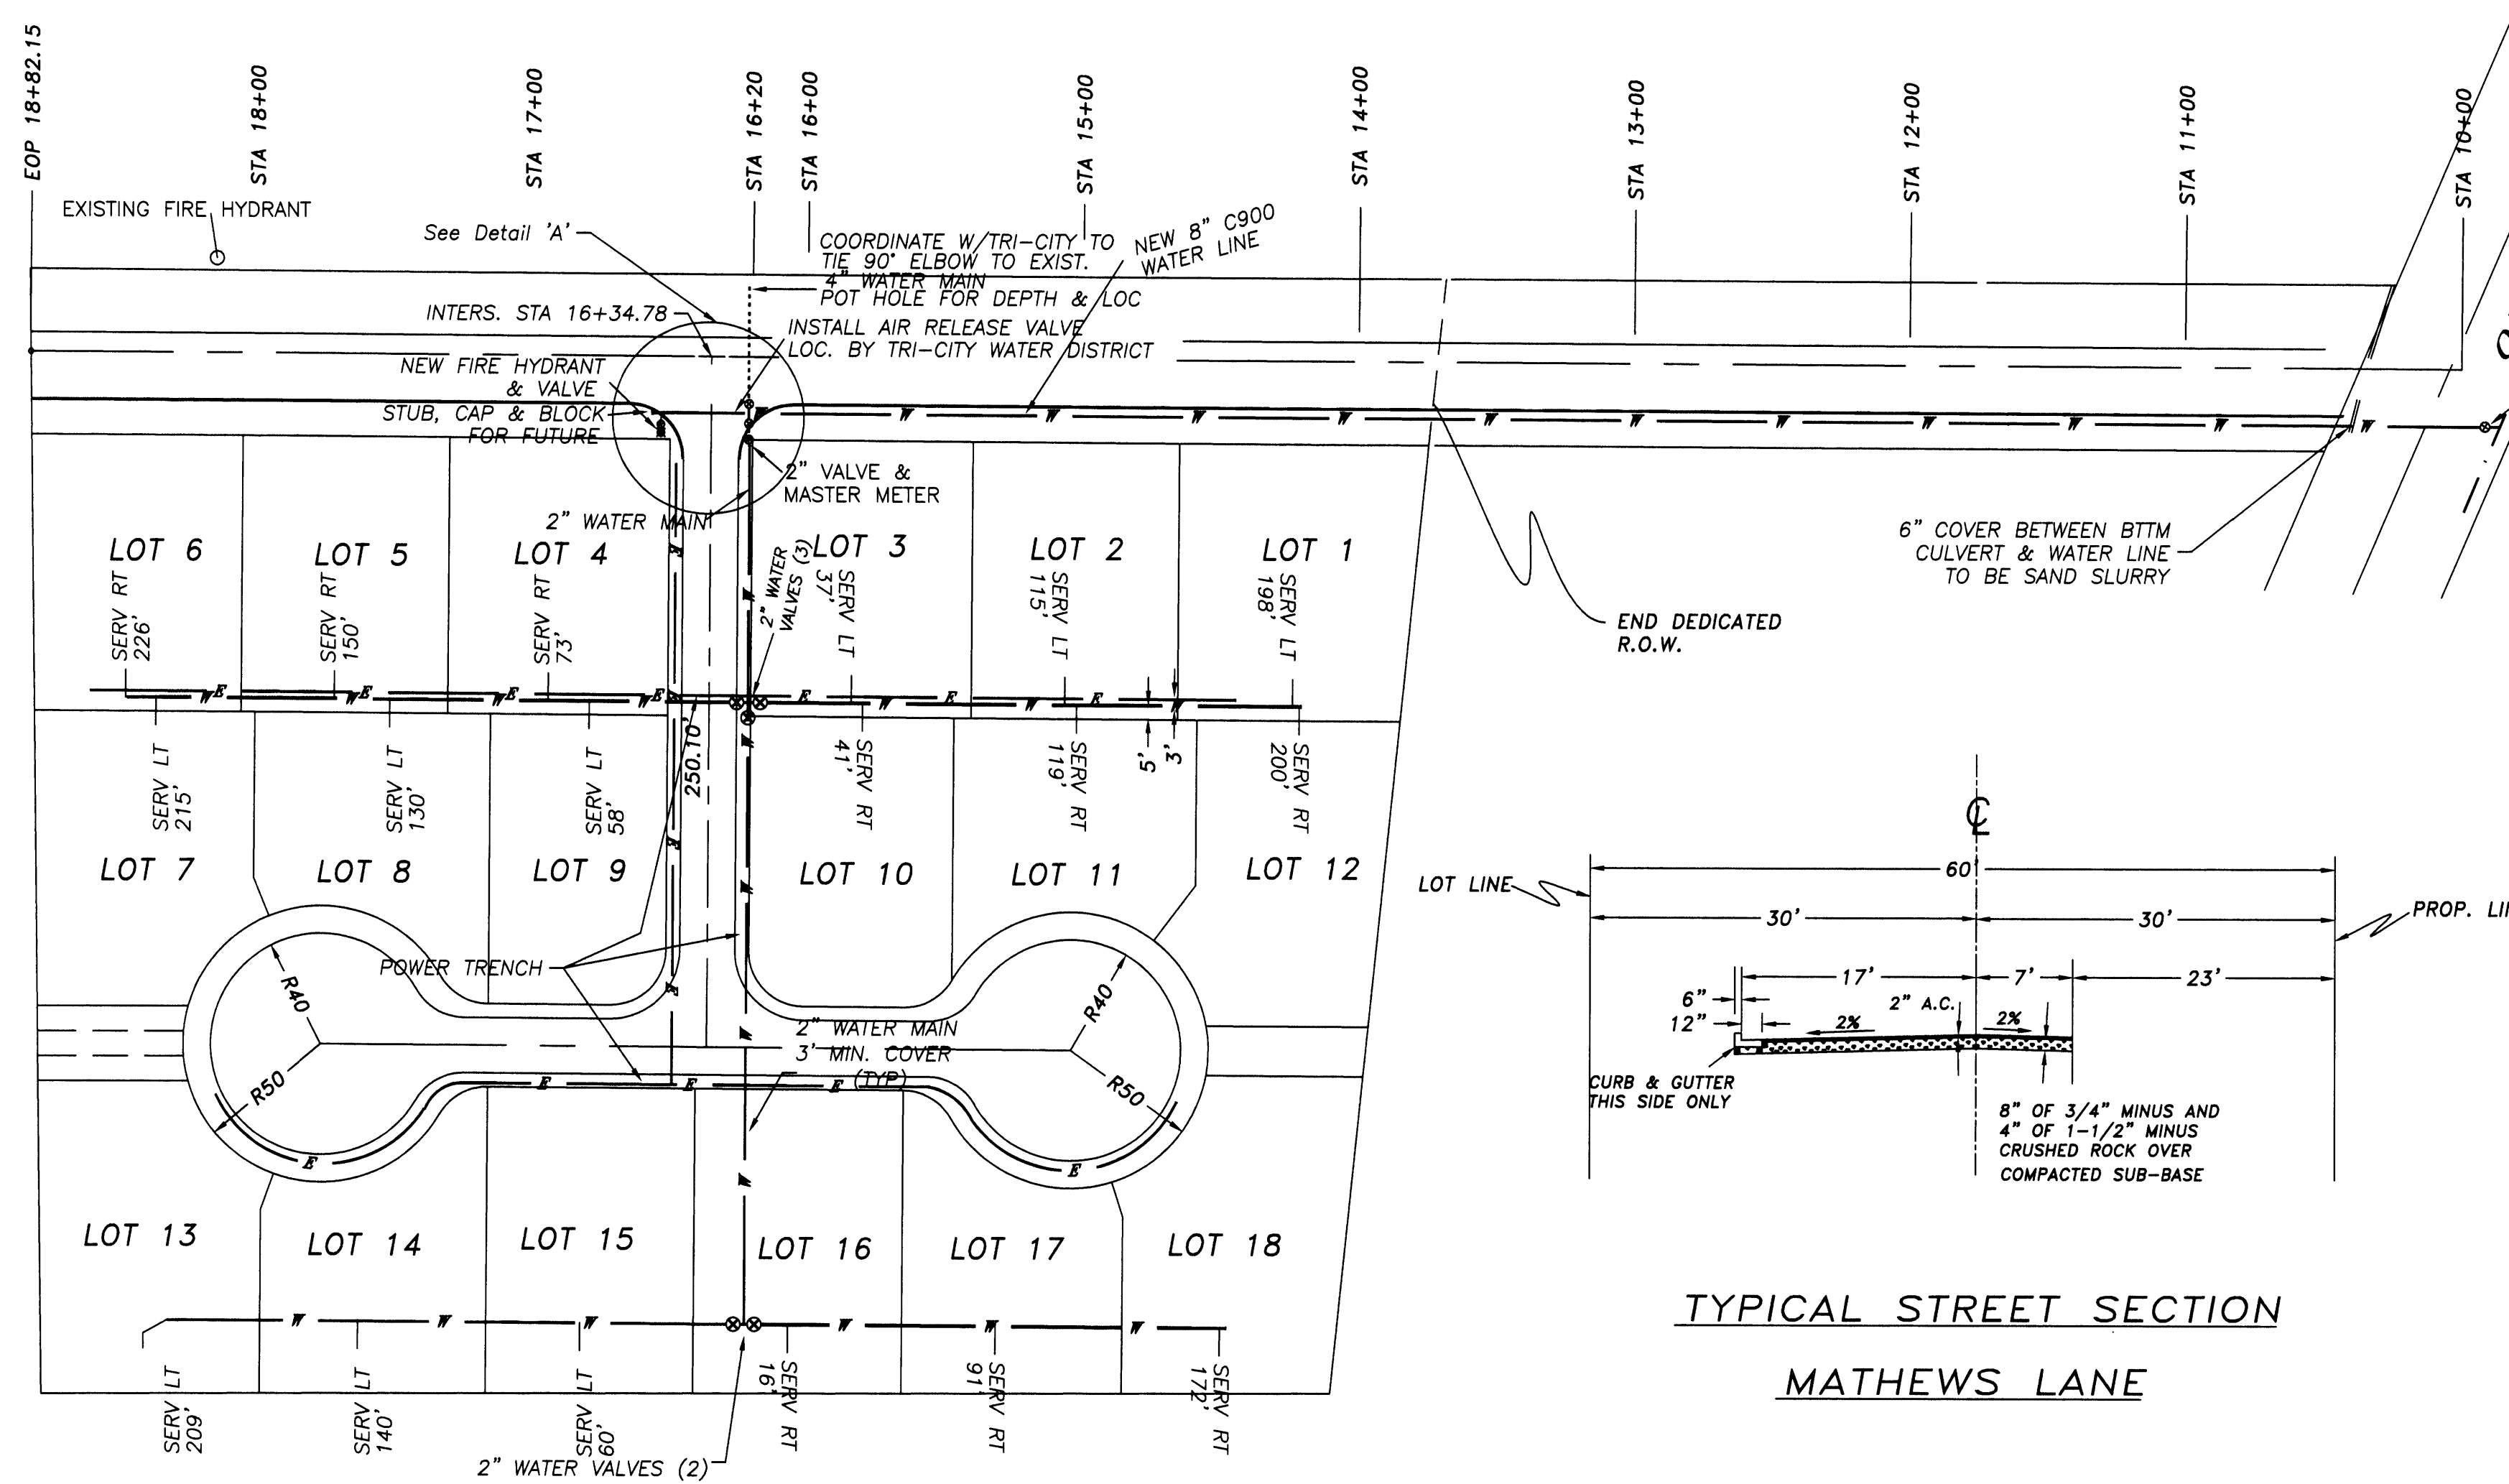 EOP 18+82.15
STA 18+00
STA 17+00
STA 16+20
STA 16+00
STA 15+00
STA 14+00
STA 13+00
STA 12+00
STA 11+00
STA 10+00
EXISTING FIRE HYDRANT
See Detail 'A'
COORDINATE W/TRI-CITY TO
TIE 90° ELBOW TO EXIST.
4" WATER MAIN
POT HOLE FOR DEPTH & LOC
NEW 8" C900
WATER LINE
INTERS. STA 16+34.78
INSTALL AIR RELEASE VALVE
LOC. BY TRI-CITY WATER DISTRICT
NEW FIRE HYDRANT
& VALVE
STUB, CAP & BLOCK
FOR FUTURE
W W W W W W W W W W W W
2" VALVE &
MASTER METER
2" WATER MAIN
6" COVER BETWEEN BTTM
CULVERT & WATER LINE
TO BE SAND SLURRY
END DEDICATED
R.O.W.
LOT 6
LOT 5
LOT 4
LOT 3
LOT 2
LOT 1
2" WATER
VALVES (3)
SERV RT
226'
SERV RT
150'
SERV RT
73'
SERV LT
37'
SERV LT
115'
SERV LT
198'
E
W
W E W E W E W E E W E W E W
W
250.10'
5'
3'
SERV LT
215'
SERV LT
130'
SERV LT
58'
SERV RT
41'
SERV RT
119'
SERV RT
200'
E
W
LOT 7
LOT 8
LOT 9
LOT 10
LOT 11
LOT 12
POWER TRENCH
E
W
R40
R50
R40
R50
2" WATER MAIN
3' MIN. COVER
(TYP)
E E E
E
E
W
LOT 13
LOT 14
LOT 15
LOT 16
LOT 17
LOT 18
W W W W W W
SERV LT
209'
SERV LT
140'
SERV LT
60'
SERV RT
16'
SERV RT
91'
SERV RT
172'
2" WATER VALVES (2)
CL
LOT LINE
60'
30'
30'
17'
7'
23'
6"
12"
2" A.C.
2%
2%
CURB & GUTTER
THIS SIDE ONLY
8" OF 3/4" MINUS AND
4" OF 1-1/2" MINUS
CRUSHED ROCK OVER
COMPACTED SUB-BASE
PROP.
TYPICAL STREET SECTION
MATHEWS LANE